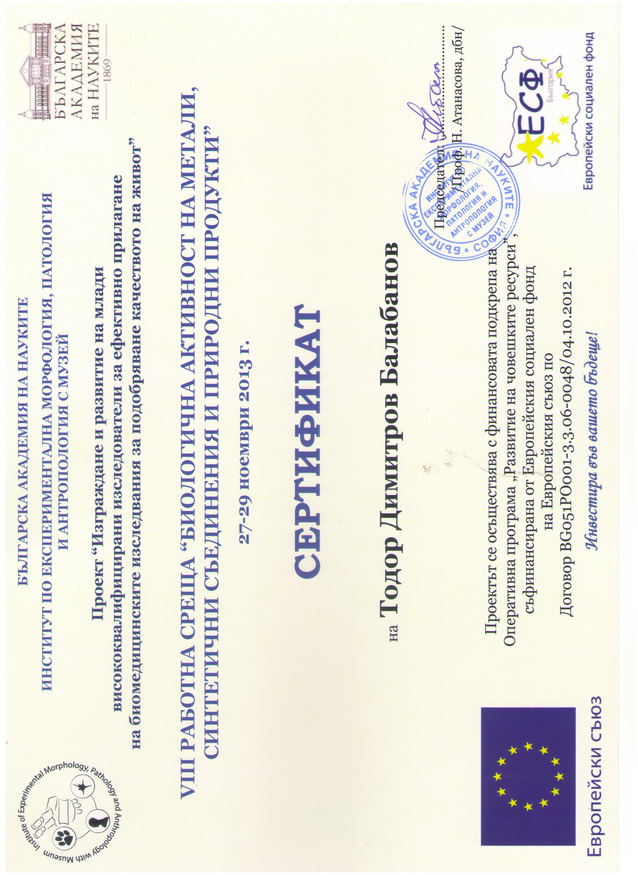 БЪЛГАРСКА АКАДЕМИЯ НА НАУКИТЕ
ИНСТИТУТ ПО ЕКСПЕРИМЕНТАЛНА МОРФОЛОГИЯ, ПАТОЛОГИЯ
И АНТРОПОЛОГИЯ С МУЗЕЙ
Institute of Experimental Morphology, Pathology and Anthropology with Museum
БЪЛГАРСКА
АКАДЕМИЯ
на НАУКИТЕ
1869
Проект “Изграждане и развитие на млади
висококвалифицирани изследователи за ефективно прилагане
на биомедицинските изследвания за подобряване качеството на живот”
VIII РАБОТНА СРЕЩА “БИОЛОГИЧНА АКТИВНОСТ НА МЕТАЛИ,
СИНТЕТИЧНИ СЪЕДИНЕНИЯ И ПРИРОДНИ ПРОДУКТИ”
27-29 ноември 2013 г.
СЕРТИФИКАТ
на Тодор Димитров Балабанов
Председател:
/Проф. Н. Атанасова, дбн/
БЪЛГАРСКА АКАДЕМИЯ НА НАУКИТЕ * СОФИЯ *
ИНСТИТУТ ПО
ЕКСПЕРИМЕНТАЛНА
МОРФОЛОГИЯ,
ПАТОЛОГИЯ И
АНТРОПОЛОГИЯ
С МУЗЕЙ
Проектът се осъществява с финансовата подкрепа на
Оперативна програма „Развитие на човешките ресурси”,
съфинансирана от Европейския социален фонд
на Европейския съюз по
Договор BG051PO001-3.3.06-0048/04.10.2012 г.
Инвестира във вашето бъдеще!
Европейски съюз
ЕСФ
България
Европейски социален фонд